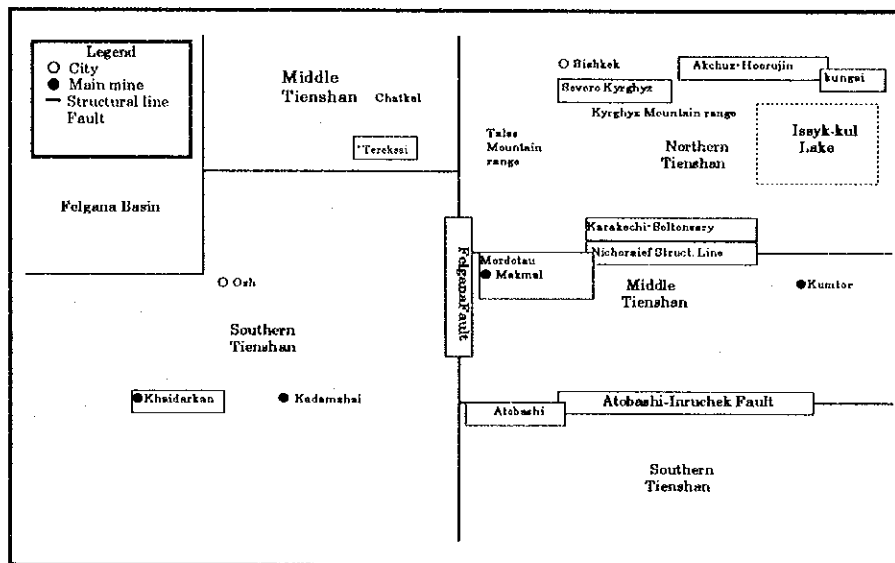 Legend
City
Main mine
Structural line
Fault
Middle
Tienshan
Chatkal
Terekssi
Felgana Basin
Osh
Southern
Tienshan
Khaidarkan
Kadamshai
Felgana Fault
Bishkek
Severo Kyrghyz
Akchuz-Hoorujin
kungei
Kyrghyz Mountain range
Talas
Mountain
range
Northern
Tienshan
Issyk-kul
Lake
Karakechi-Soltonsary
Nichoraief Struct. Line
Mordotau
Makmal
Middle
Tienshan
Kumtor
Atobashi
Atobashi-Inruchek Fault
Southern
Tienshan